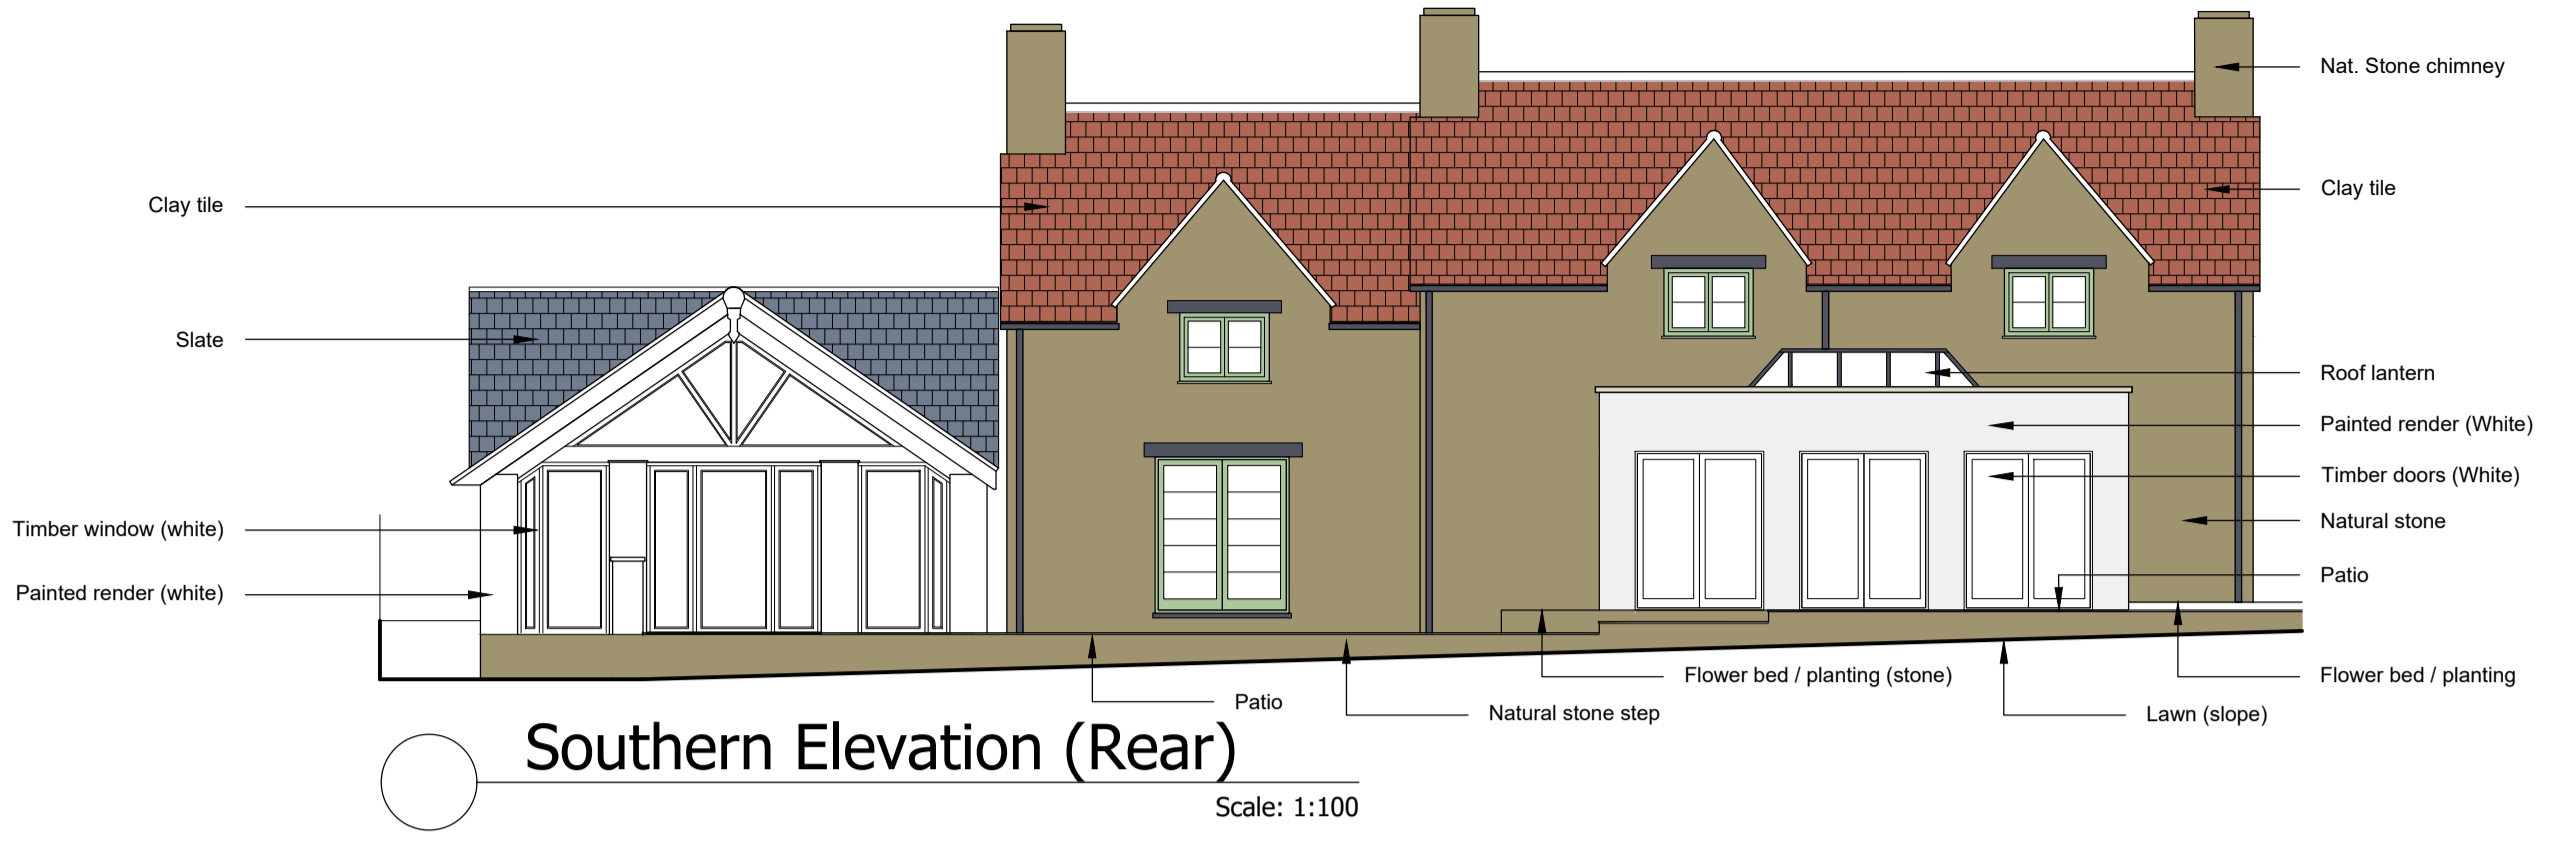 Nat. Stone chimney
Clay tile
Clay tile
Slate
Roof lantern
Painted render (White)
Timber doors (White)
Natural stone
Timber window (white)
Patio
Painted render (white)
Flower bed / planting (stone)
Flower bed / planting
Patio
Natural stone step
Lawn (slope)
Southern Elevation (Rear)
Scale: 1:100